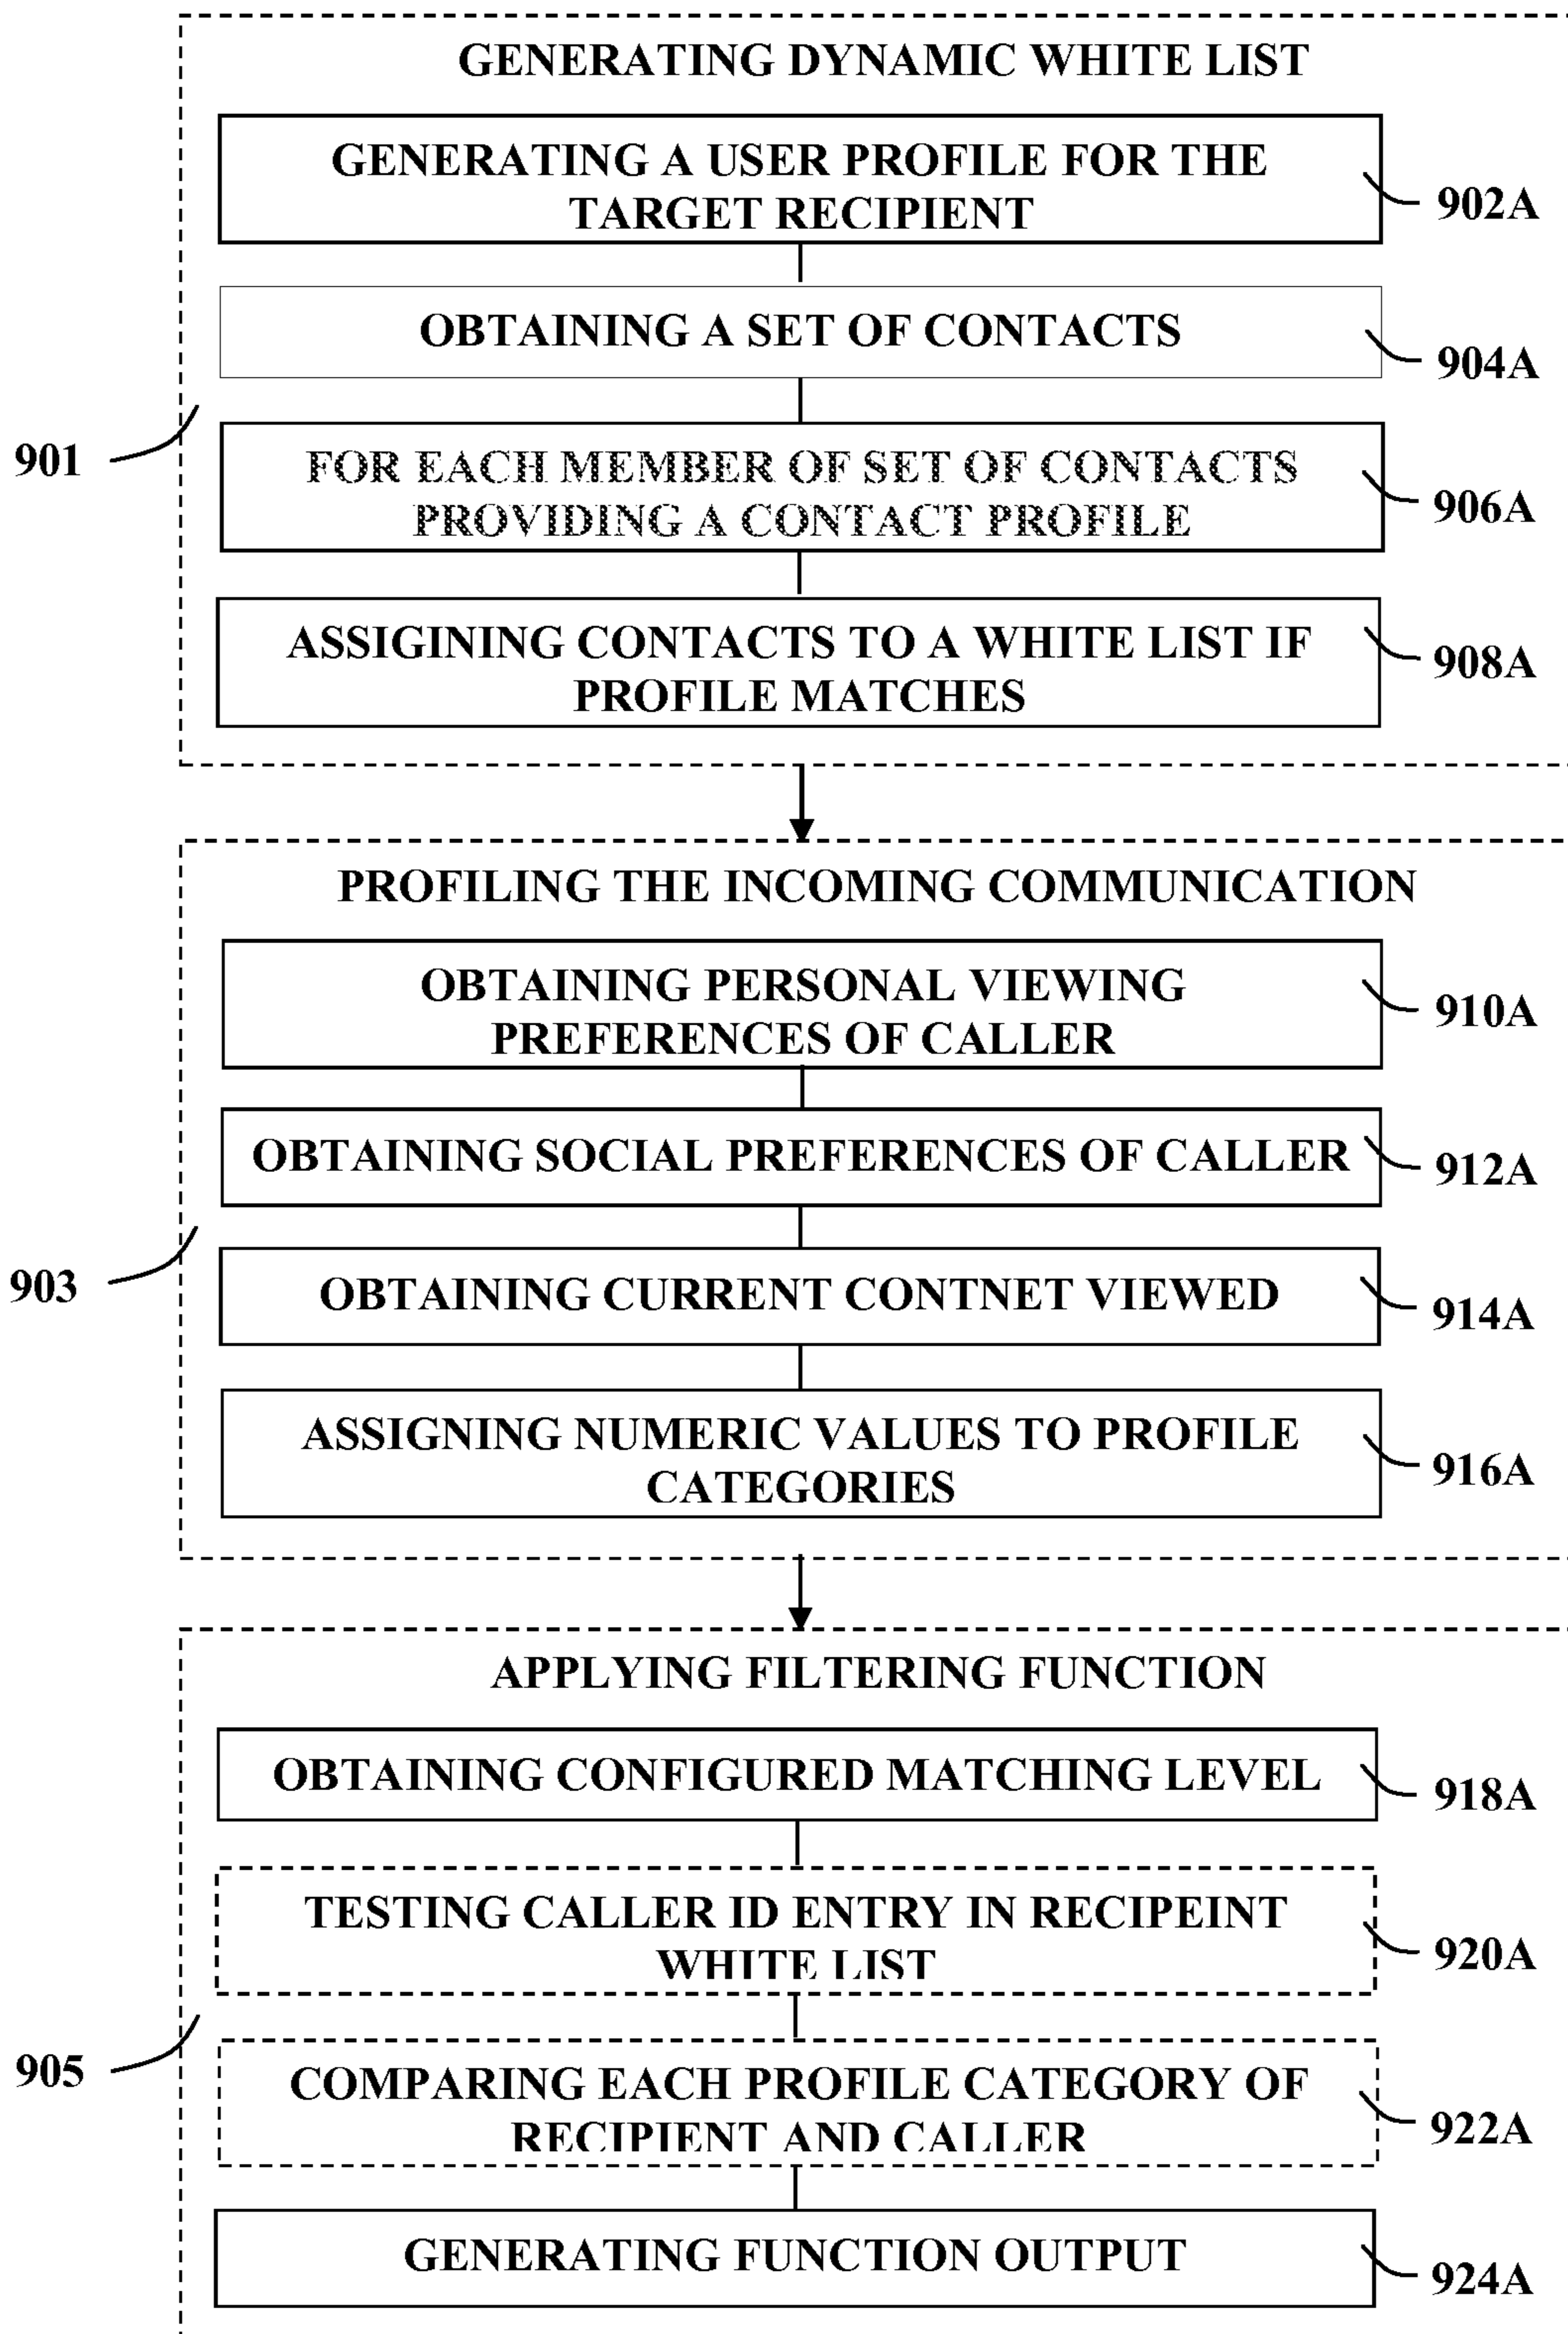 GENERATING DYNAMIC WHITE LIST
GENERATING A USER PROFILE FOR THE
TARGET RECIPIENT
902A
OBTAINING A SET OF CONTACTS
904A
901
FOR EACH MEMBER OF SET OF CONTACTS
PROVIDING A CONTACT PROFILE
906A
ASSIGINING CONTACTS TO A WHITE LIST IF
PROFILE MATCHES
908A
PROFILING THE INCOMING COMMUNICATION
OBTAINING PERSONAL VIEWING
PREFERENCES OF CALLER
910A
OBTAINING SOCIAL PREFERENCES OF CALLER
912A
903
OBTAINING CURRENT CONTNET VIEWED
914A
ASSIGNING NUMERIC VALUES TO PROFILE
CATEGORIES
916A
APPLYING FILTERING FUNCTION
OBTAINING CONFIGURED MATCHING LEVEL
918A
TESTING CALLER ID ENTRY IN RECIPEINT
WHITE LIST
920A
905
COMPARING EACH PROFILE CATEGORY OF
RECIPIENT AND CALLER
922A
GENERATING FUNCTION OUTPUT
924A